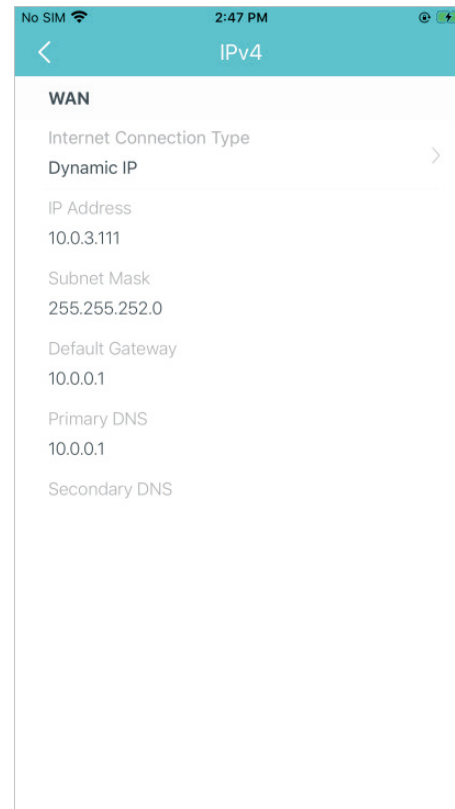 No SIM 2:47 PM
IPv4
WAN
Internet Connection Type
Dynamic IP
IP Address
10.0.3.111
Subnet Mask
255.255.252.0
Default Gateway
10.0.0.1
Primary DNS
10.0.0.1
Secondary DNS